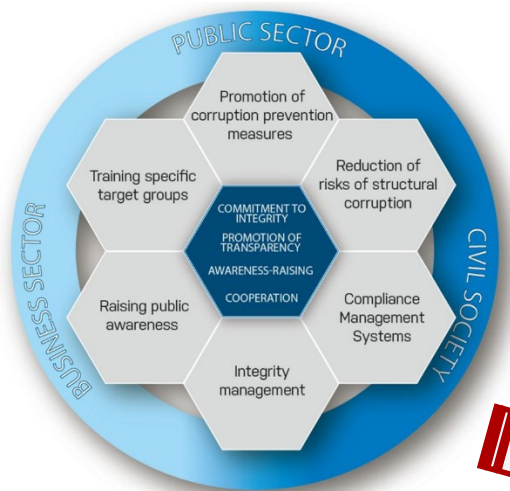 PUBLIC SECTOR
Promotion of
corruption prevention
measures
Training specific
target groups
Reduction of
risks of structural
corruption
COMMITMENT TO
INTEGRITY
PROMOTION OF
TRANSPARENCY
AWARENESS-RAISING
COOPERATION
Raising public
awareness
Compliance
Management
Systems
Integrity
management
BUSINESS SECTOR
CIVIL SOCIETY